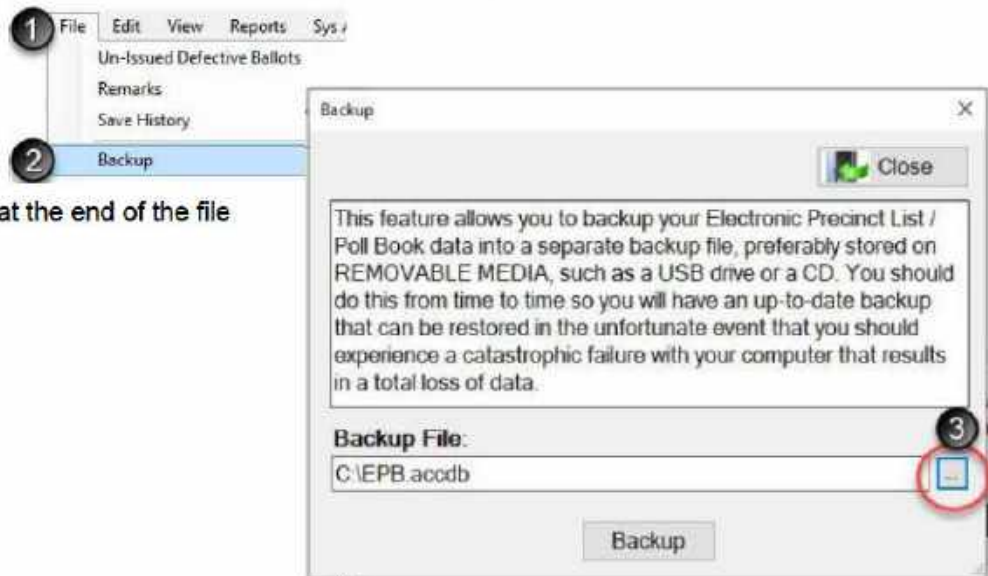 1 File Edit View Reports Sys
Un-Issued Defective Ballots
Remarks
Save History
2 Backup
at the end of the file
Backup
Close
This feature allows you to backup your Electronic Precinct List /
Poll Book data into a separate backup file, preferably stored on
REMOVABLE MEDIA, such as a USB drive or a CD. You should
do this from time to time so you will have an up-to-date backup
that can be restored in the unfortunate event that you should
experience a catastrophic failure with your computer that results
in a total loss of data.
3
Backup File:
C:\EPB.accdb ...
Backup